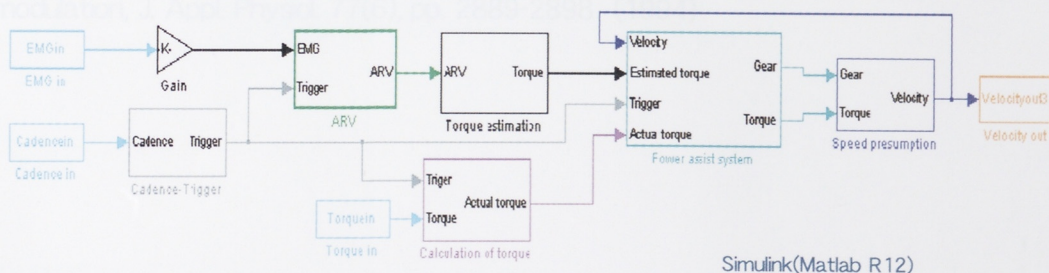 EMGin
EMG in
K-
Gain
EMG
Trigger
ARV
ARV
ARV
Torque
Torque estimation
Velocity
Estimated torque
Trigger
Actua torque
Gear
Torque
Power assist system
Gear
Torque
Velocity
Speed presumption
Velocityout3
Velocity out
Cadencein
Cadence in
Cadence
Trigger
Cadence-Trigger
Triger
Torque
Actual torque
Calculation of torque
Torquein
Torque in
Simulink(Matlab R12)